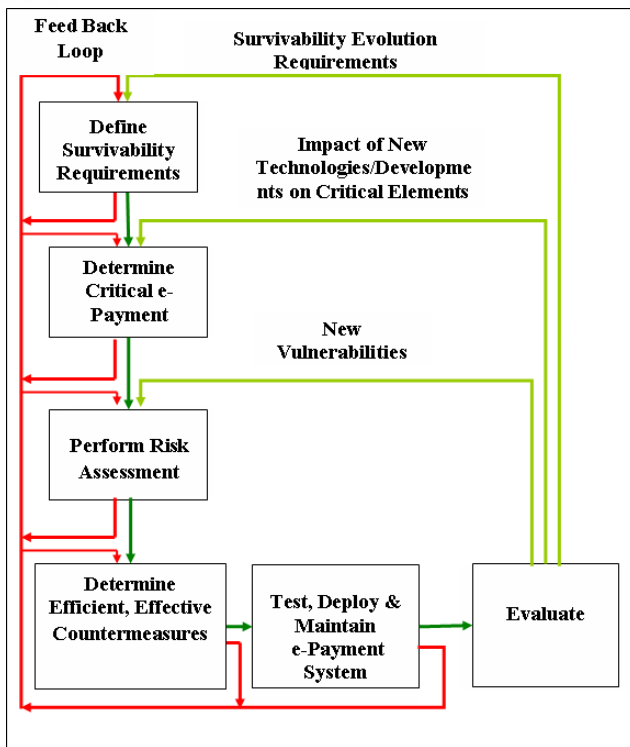 Feed Back
Loop
Survivability Evolution
Requirements
Define
Survivability
Requirements
Impact of New
Technologies/Developme
nts on Critical Elements
Determine
Critical e-
Payment
New
Vulnerabilities
Perform Risk
Assessment
Determine
Efficient, Effective
Countermeasures
Test, Deploy &
Maintain
e-Payment
System
Evaluate